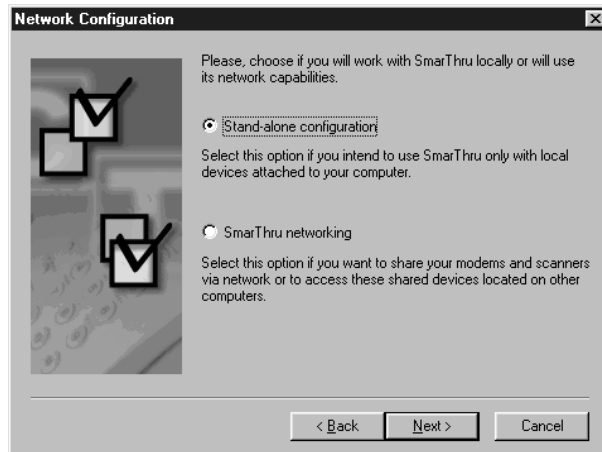 Network Configuration
Please, choose if you will work with SmarThru locally or will use
its network capabilities.
Stand-alone configuration
Select this option if you intend to use SmarThru only with local
devices attached to your computer.
SmarThru networking
Select this option if you want to share your modems and scanners
via network or to access these shared devices located on other
computers.
< Back
Next >
Cancel